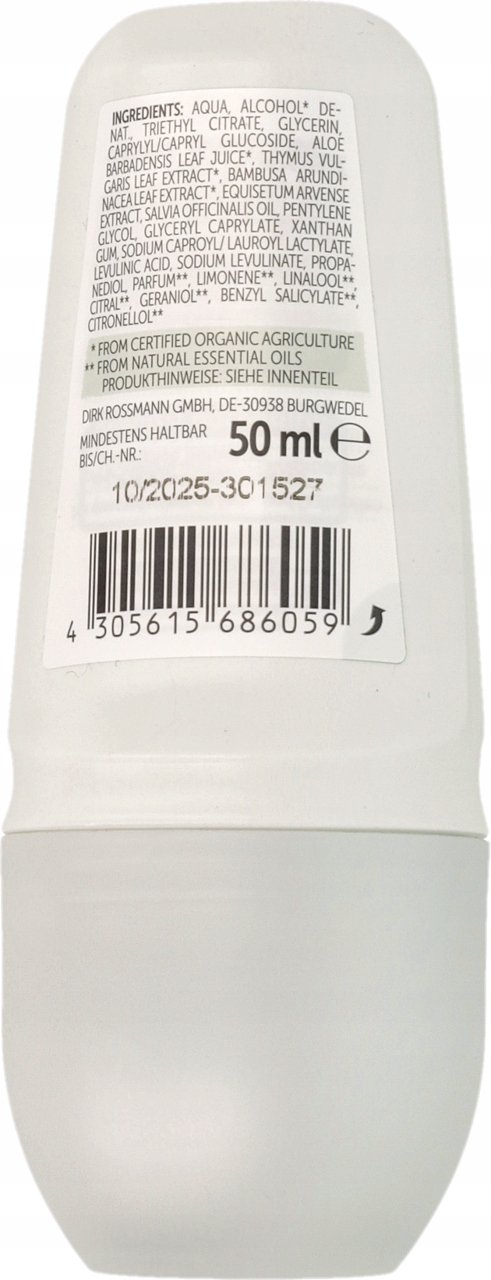 INGREDIENTS: AQUA, ALCOHOL* DE-
NAT., TRIETHYL CITRATE, GLYCERIN,
CAPRYLYL/CAPRYL GLUCOSIDE, ALOE
BARBADENSIS LEAF JUICE*, THYMUS VUL-
GARIS LEAF EXTRACT*, BAMBUSA ARUNDI-
NACEA LEAF EXTRACT*, EQUISETUM ARVENSE
EXTRACT, SALVIA OFFICINALIS OIL, PENTYLENE
GLYCOL, GLYCERYL CAPRYLATE, XANTHAN
GUM, SODIUM CAPROYL/ LAUROYL LACTYLATE,
LEVULINIC ACID, SODIUM LEVULINATE, PROPA-
NEDIOL, PARFUM**, LIMONENE**, LINALOOL**,
CITRAL**, GERANIOL**, BENZYL SALICYLATE**,
CITRONELLOL**
* FROM CERTIFIED ORGANIC AGRICULTURE
** FROM NATURAL ESSENTIAL OILS
PRODUKTHINWEISE: SIEHE INNENTEIL
DIRK ROSSMANN GMBH, DE-30938 BURGWEDEL
MINDESTENS HALTBAR
BIS/CH.-NR.:
50 ml ℮
10/2025-301527
4 305615 686059